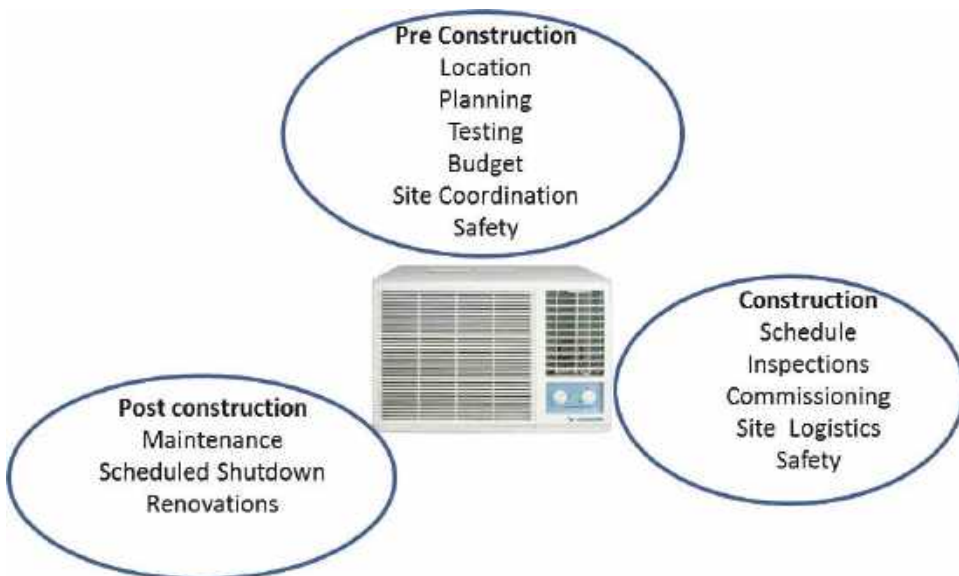 Pre Construction
Location
Planning
Testing
Budget
Site Coordination
Safety
Construction
Schedule
Inspections
Commissioning
Site Logistics
Safety
Post construction
Maintenance
Scheduled Shutdown
Renovations